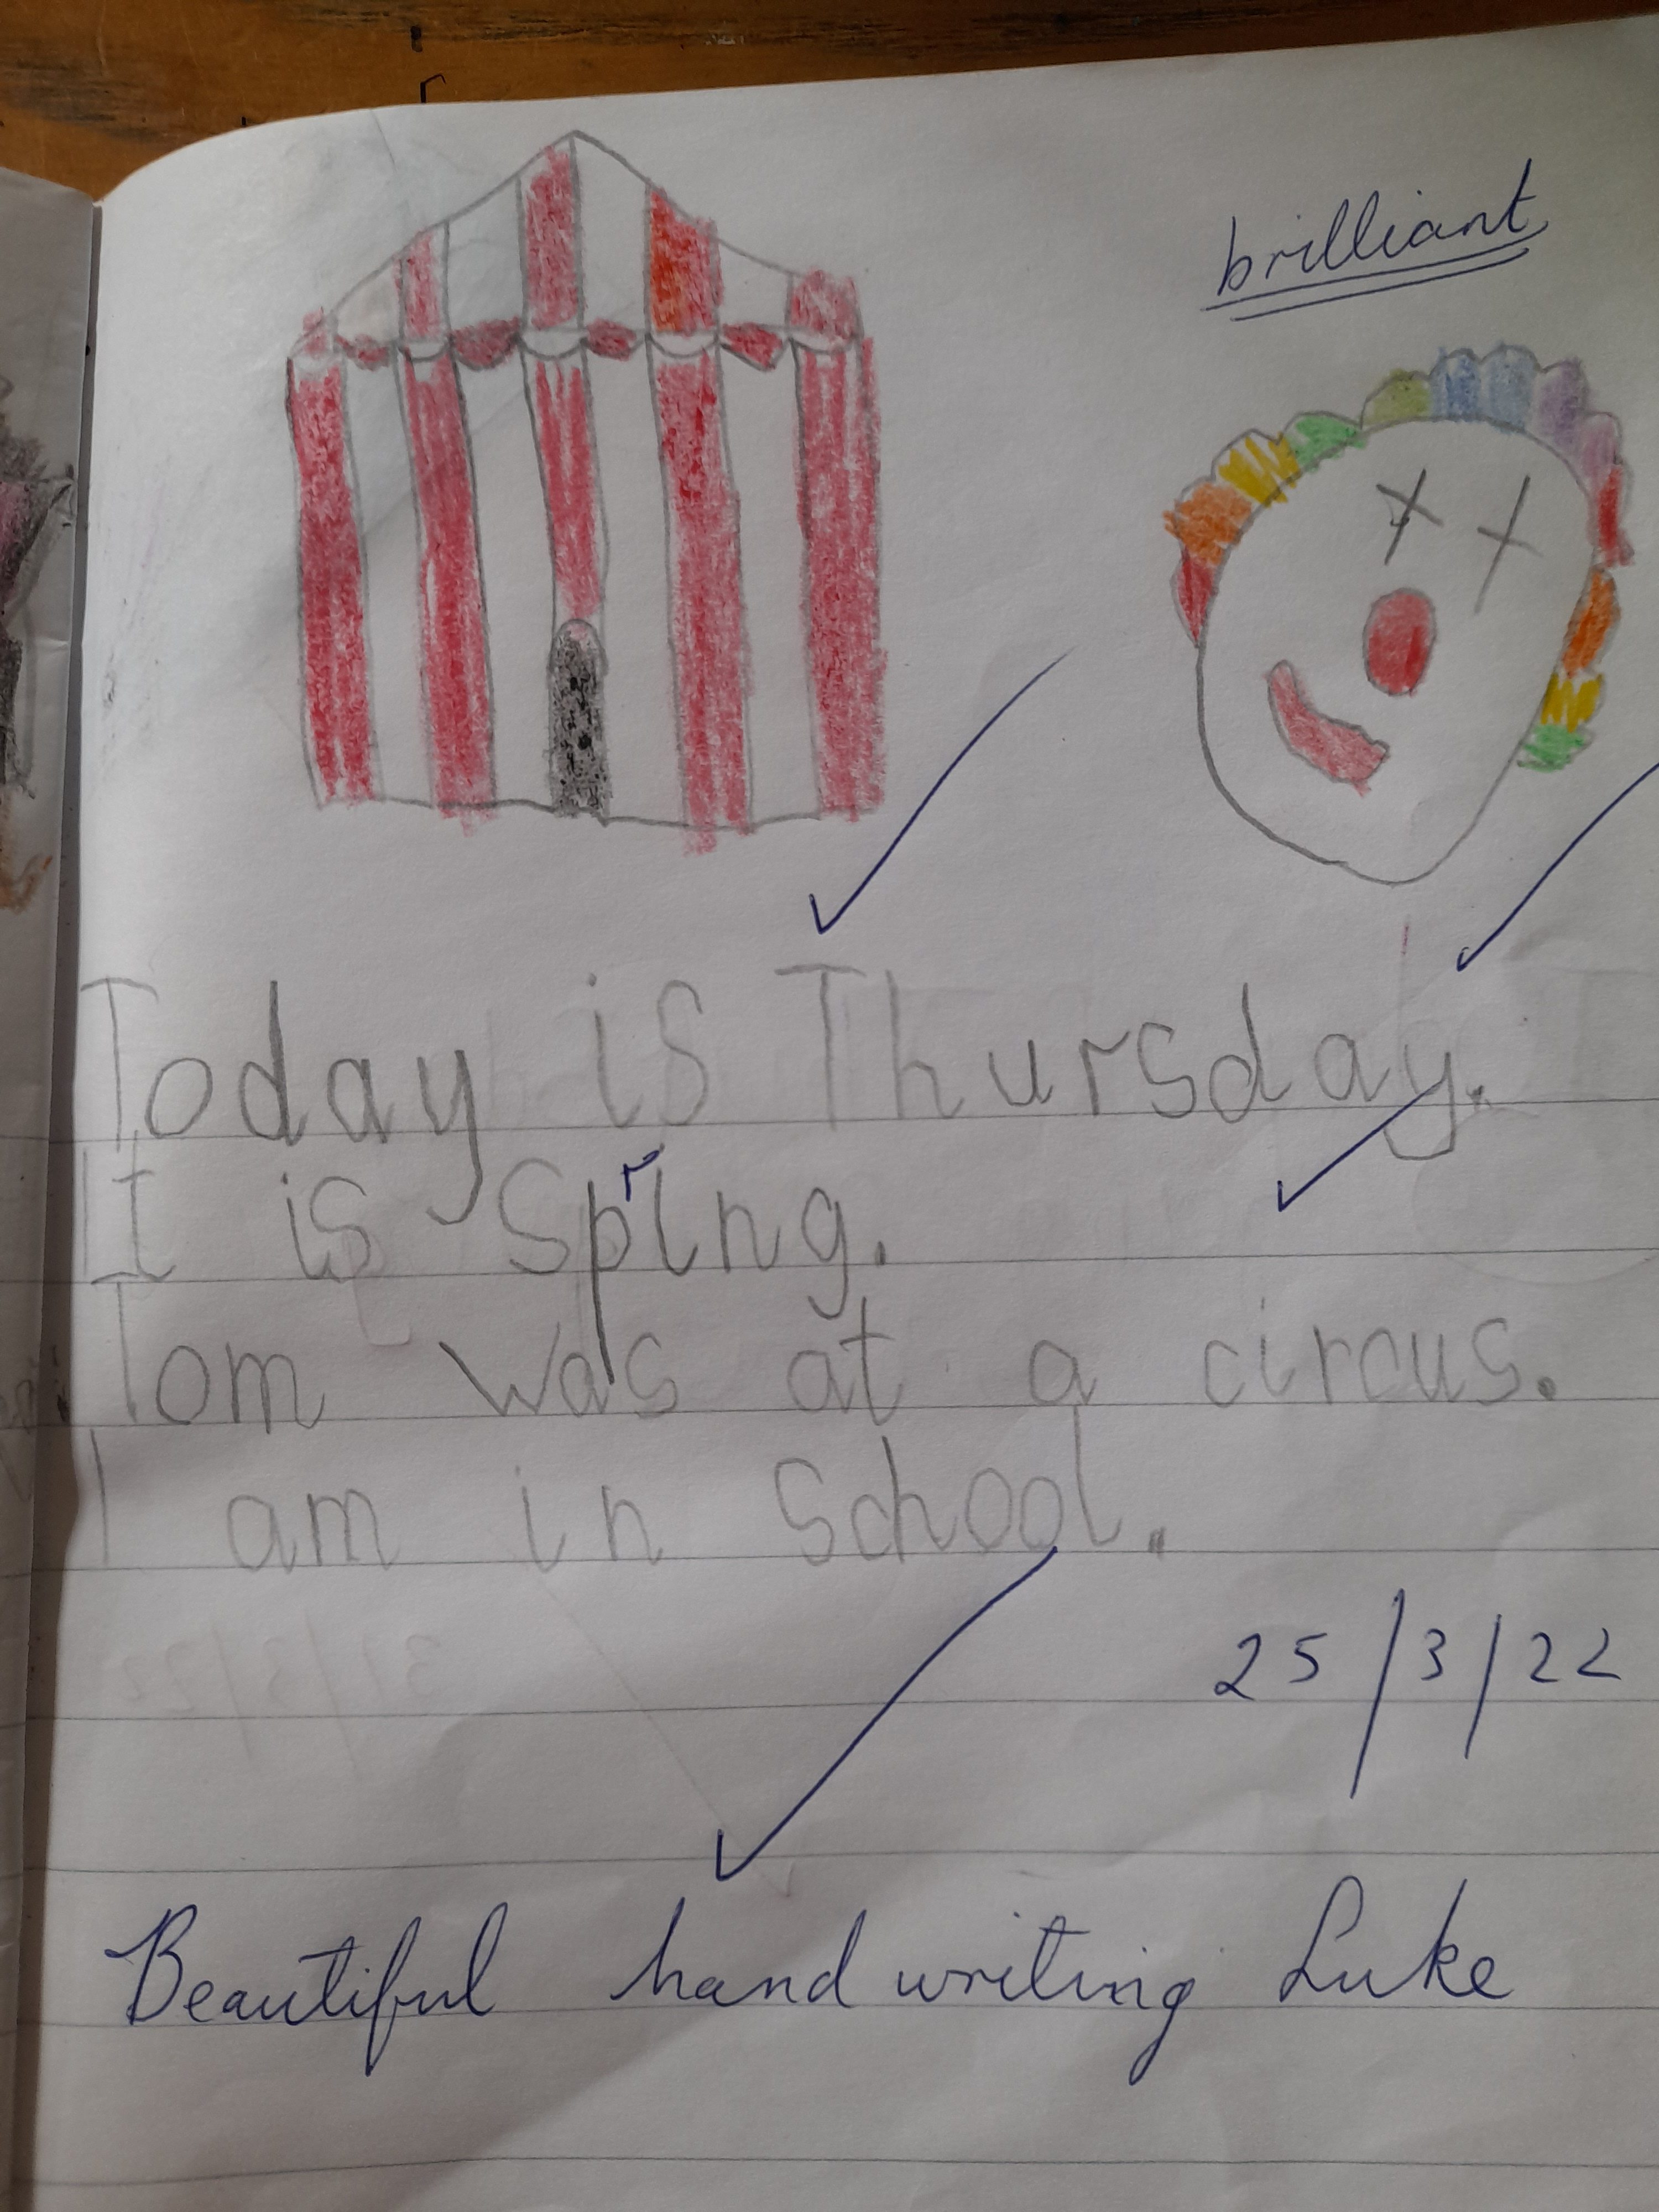 brilliant
Today is Thursday.
It is Spring.
Tom was at a circus.
I am in School.
25/3/22
Beautiful handwriting Luke